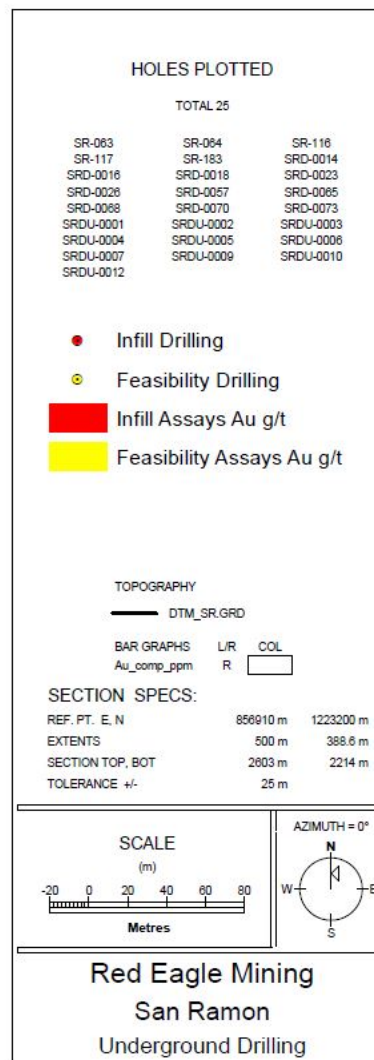 HOLES PLOTTED
TOTAL 25
SR-063 SR-064 SR-116
SR-117 SR-183 SRD-0014
SRD-0016 SRD-0018 SRD-0023
SRD-0026 SRD-0057 SRD-0065
SRD-0068 SRD-0070 SRD-0073
SRDU-0001 SRDU-0002 SRDU-0003
SRDU-0004 SRDU-0005 SRDU-0006
SRDU-0007 SRDU-0009 SRDU-0010
SRDU-0012
Infill Drilling
Feasibility Drilling
Infill Assays Au g/t
Feasibility Assays Au g/t
TOPOGRAPHY
DTM_SR.GRD
BAR GRAPHS L/R COL
Au_comp_ppm R
SECTION SPECS:
REF. PT. E, N 856910 m 1223200 m
EXTENTS 500 m 388.6 m
SECTION TOP, BOT 2603 m 2214 m
TOLERANCE +/- 25 m
SCALE
(m)
-20 0 20 40 60 80
Metres
AZIMUTH = 0°
N
W E
S
Red Eagle Mining
San Ramon
Underground Drilling